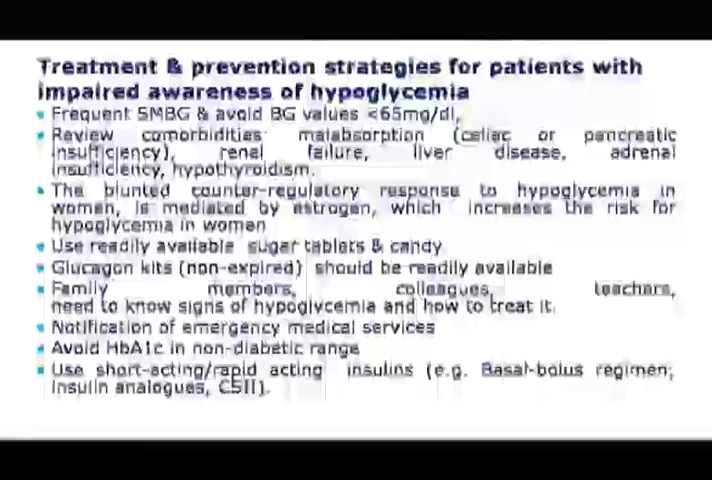 Treatment & prevention strategies for patients with
impaired awareness of hypoglycemia
• Frequent SMBG & avoid BG values <65mg/dl,
• Review comorbidities malabsorption (celiac or pancreatic
insufficiency), renal failure, liver disease, adrenal
insufficiency, hypothyroidism.
• The blunted counter-regulatory response to hypoglycemia in
women, is mediated by estrogen, which increases the risk for
hypoglycemia in women
• Use readily available sugar tablets & candy
• Glucagon kits (non-expired) should be readily available
• Family members, colleagues, teachers,
need to know signs of hypoglycemia and how to treat it.
• Notification of emergency medical services
• Avoid HbA1c in non-diabetic range
• Use short-acting/rapid acting insulins (e.g. Basal-bolus regimen;
insulin analogues, CSII).